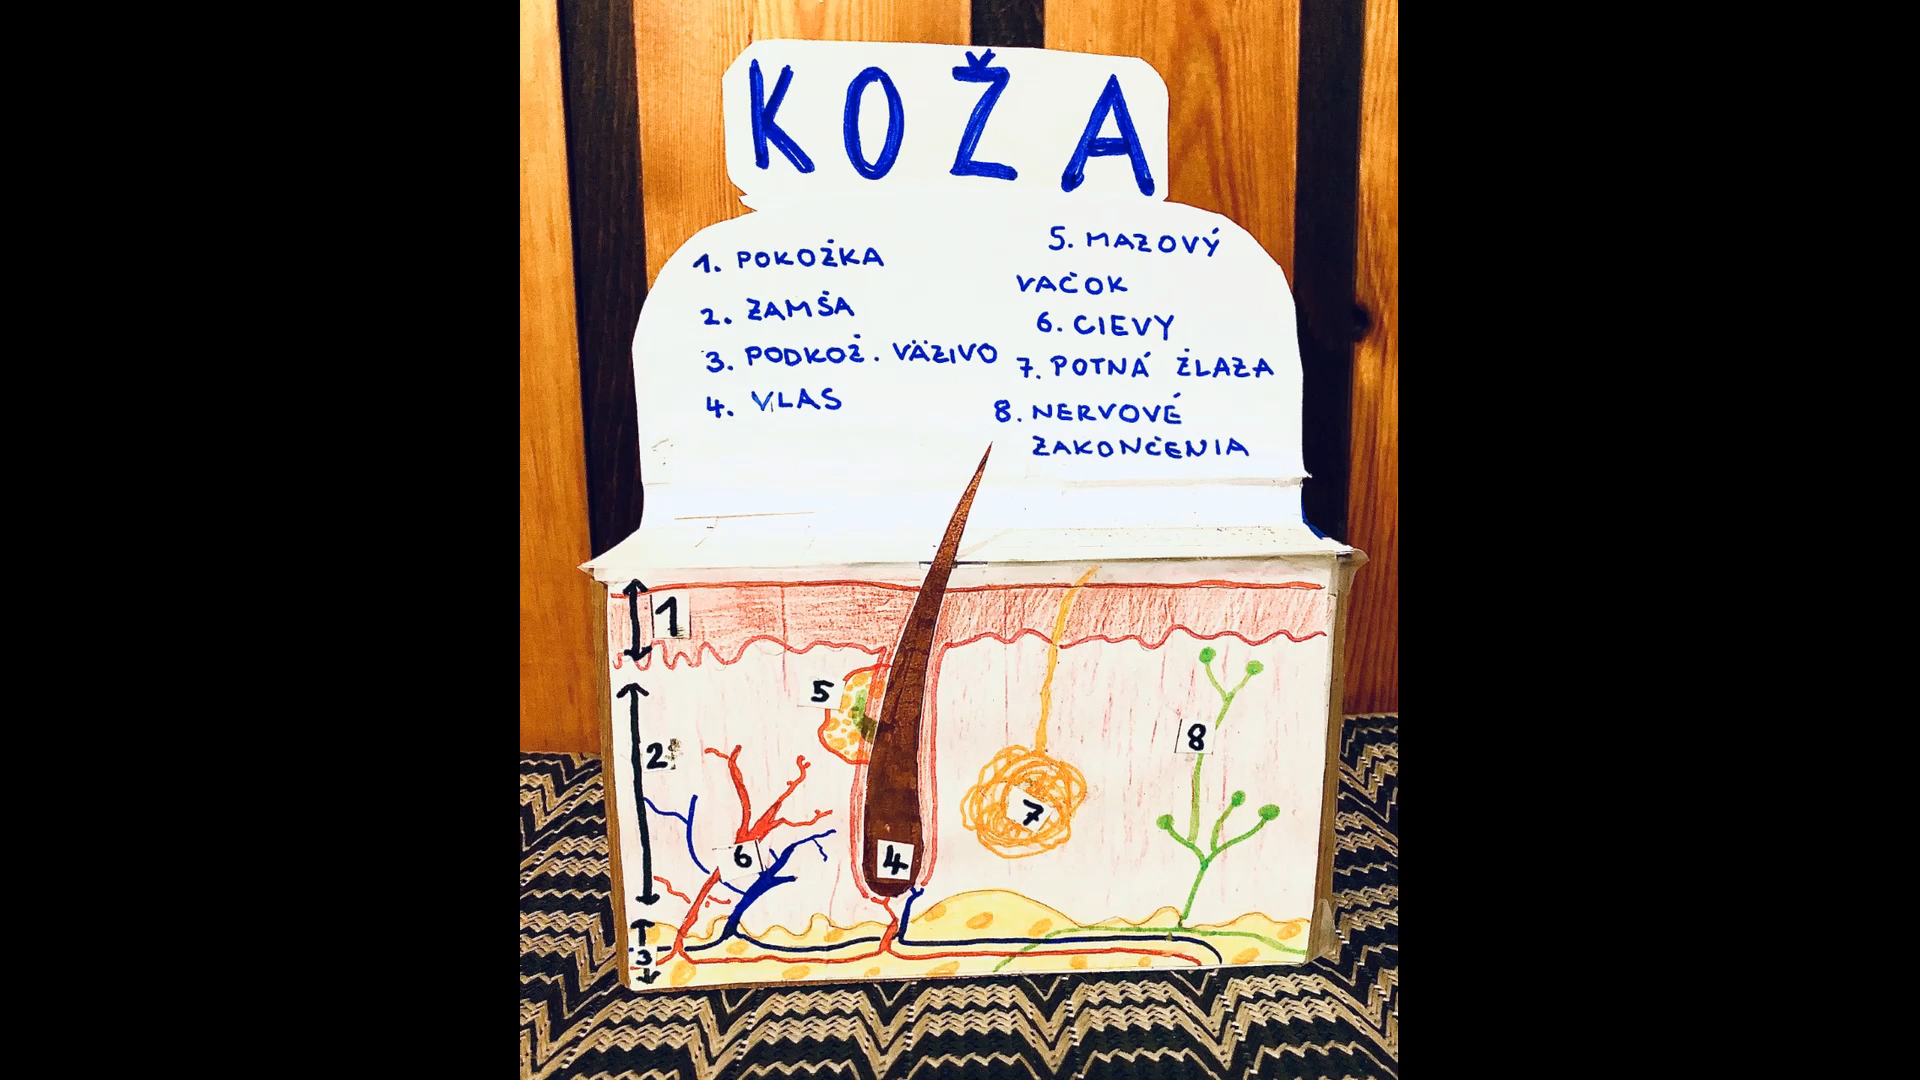 KOŽA
1. POKOŽKA
2. ZAMŠA
3. PODKOŽ. VÄZIVO
4. VLAS
5. MAZOVÝ
VAČOK
6. CIEVY
7. POTNÁ ŽLAZA
8. NERVOVÉ
ZAKONČENIA
1
5
2
8
7
6
4
3